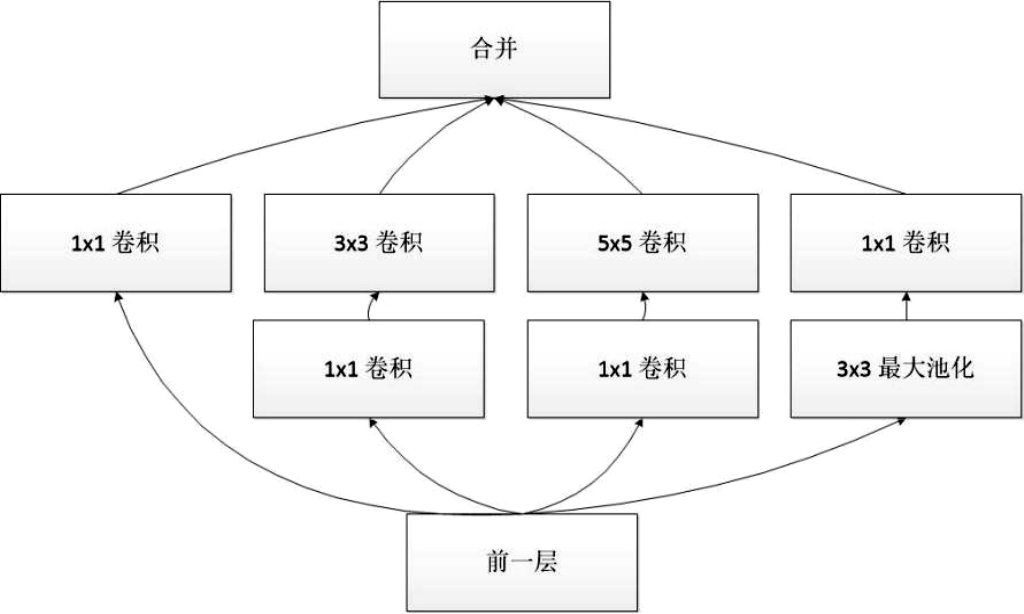 合并
1x1 卷积
3x3 卷积
5x5 卷积
1x1 卷积
1x1 卷积
1x1 卷积
3x3 最大池化
前一层